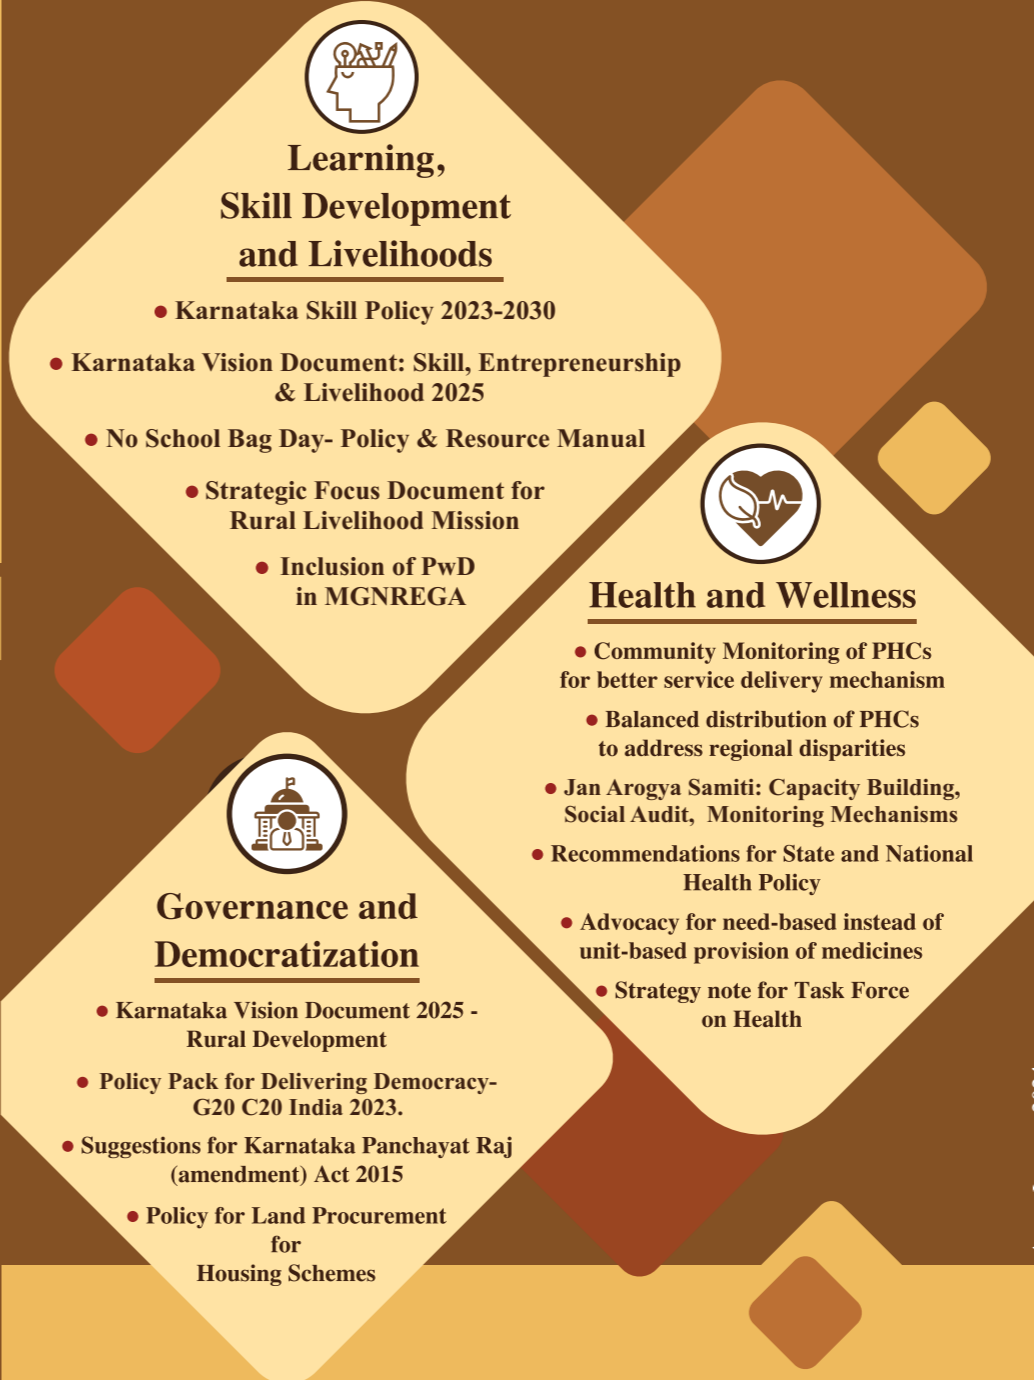 Learning,
Skill Development
and Livelihoods
● Karnataka Skill Policy 2023-2030
● Karnataka Vision Document: Skill, Entrepreneurship
& Livelihood 2025
● No School Bag Day- Policy & Resource Manual
● Strategic Focus Document for
Rural Livelihood Mission
● Inclusion of PwD
in MGNREGA
Health and Wellness
● Community Monitoring of PHCs
for better service delivery mechanism
● Balanced distribution of PHCs
to address regional disparities
● Jan Arogya Samiti: Capacity Building,
Social Audit,  Monitoring Mechanisms
● Recommendations for State and National
Health Policy
● Advocacy for need-based instead of
unit-based provision of medicines
● Strategy note for Task Force
on Health
Governance and
Democratization
● Karnataka Vision Document 2025 -
Rural Development
● Policy Pack for Delivering Democracy-
G20 C20 India 2023.
● Suggestions for Karnataka Panchayat Raj
(amendment) Act 2015
● Policy for Land Procurement
for
Housing Schemes